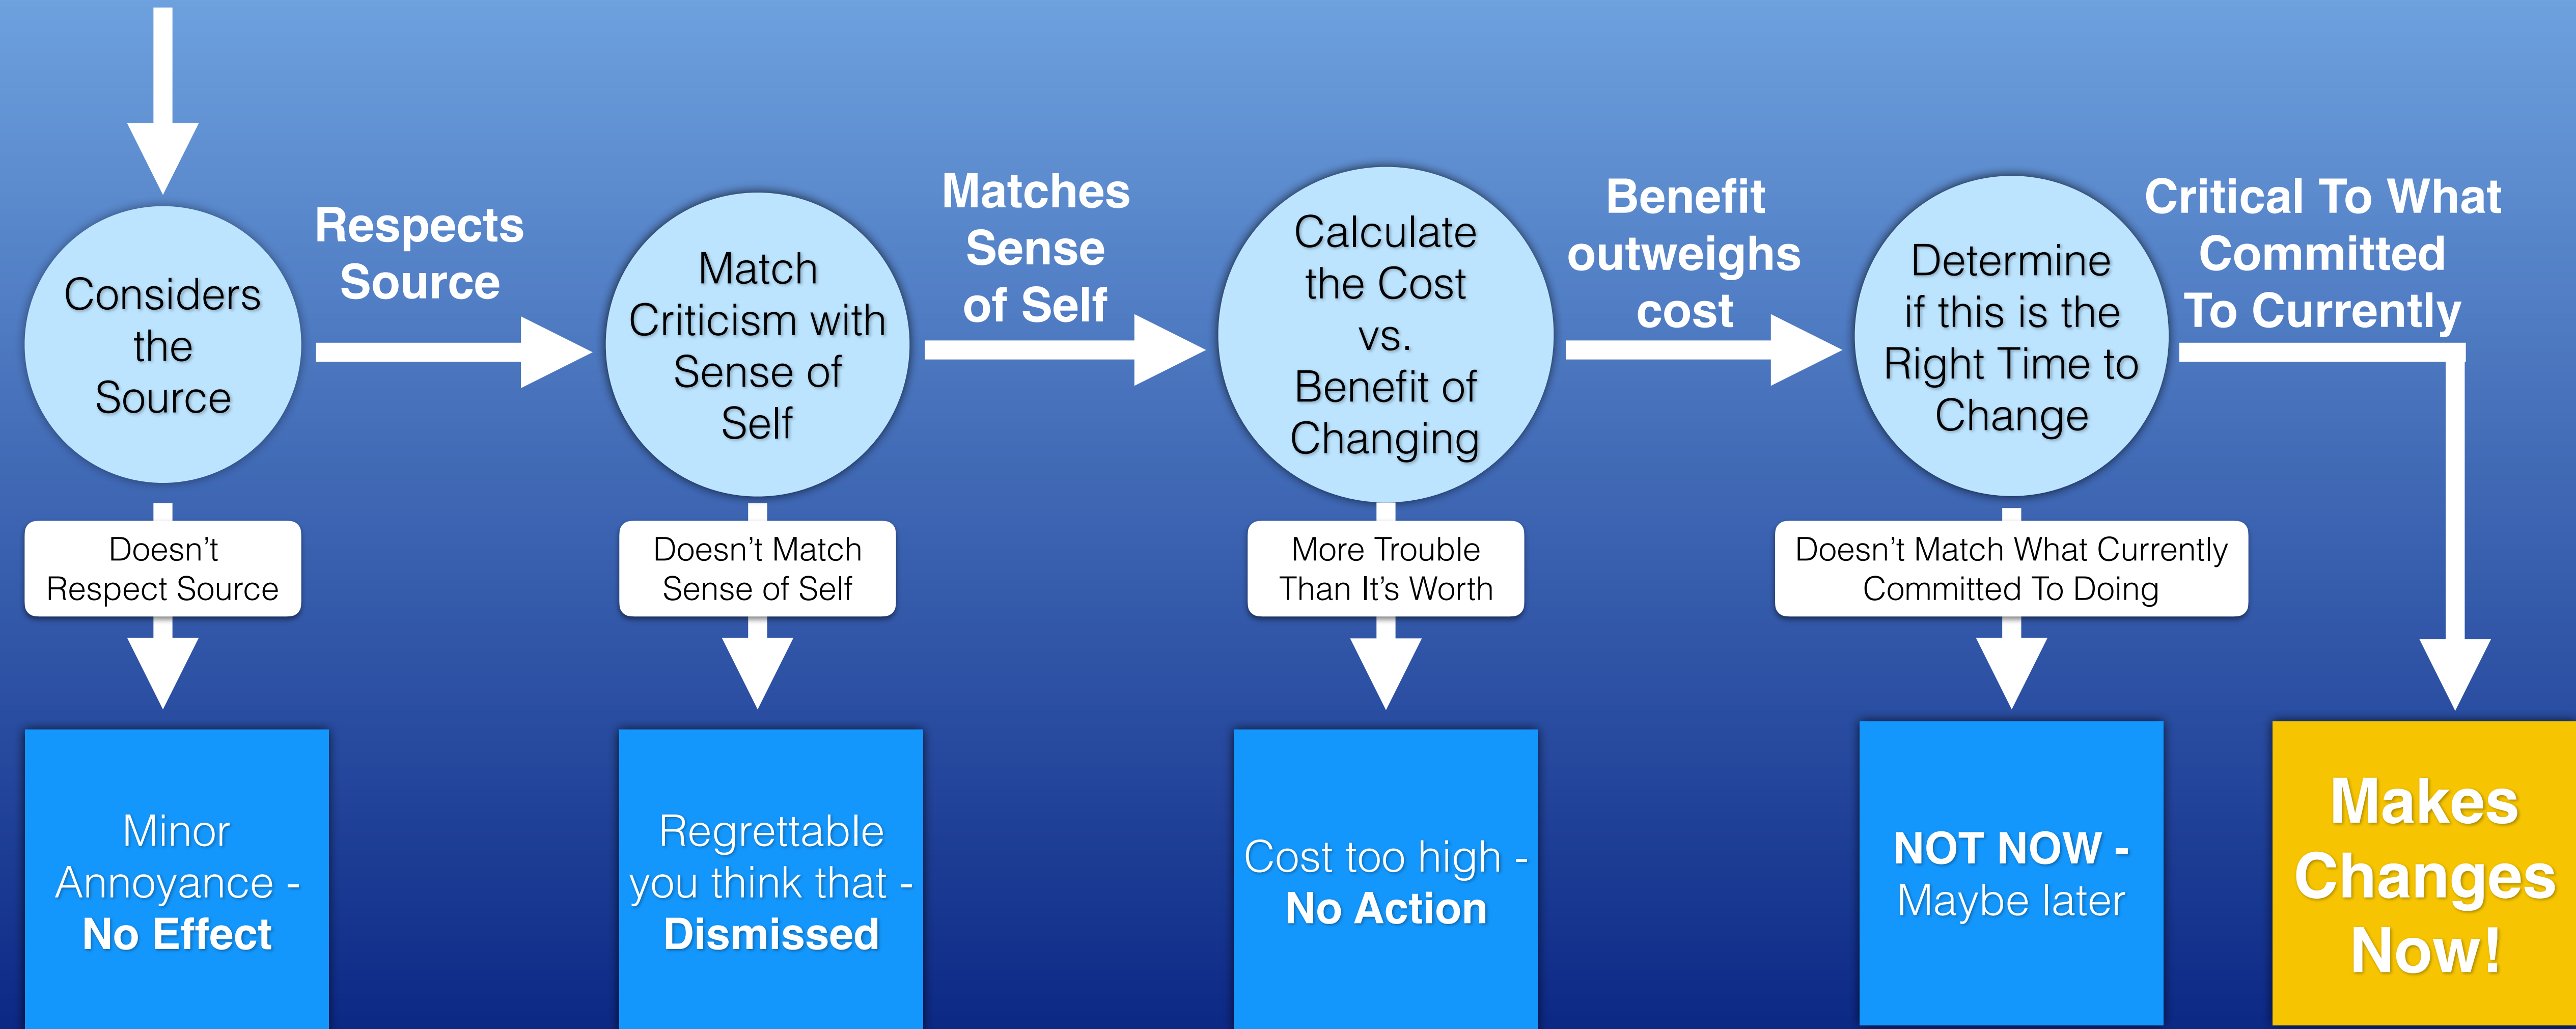 Considers
the
Source
Respects
Source
Match
Criticism with
Sense of
Self
Matches
Sense
of Self
Calculate
the Cost
vs.
Benefit of
Changing
Benefit
outweighs
cost
Determine
if this is the
Right Time to
Change
Critical To What
Committed
To Currently
Doesn’t
Respect Source
Doesn’t Match
Sense of Self
More Trouble
Than It’s Worth
Doesn’t Match What Currently
Committed To Doing
Minor
Annoyance -
No Effect
Regrettable
you think that -
Dismissed
Cost too high -
No Action
NOT NOW -
Maybe later
Makes
Changes
Now!